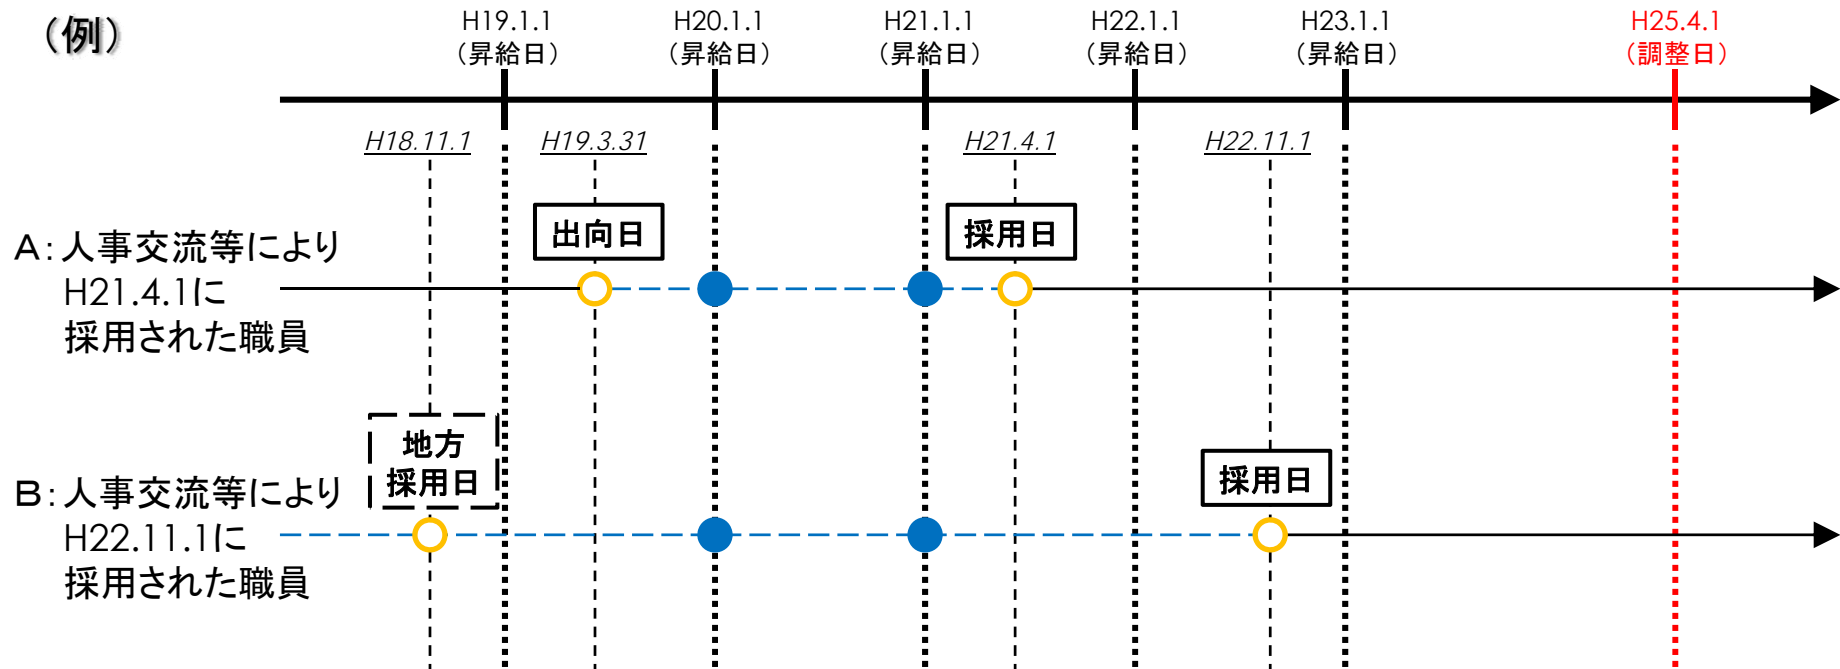 （例）
H19.1.1
（昇給日）
H20.1.1
（昇給日）
H21.1.1
（昇給日）
H22.1.1
（昇給日）
H23.1.1
（昇給日）
H25.4.1
（調整日）
H18.11.1
H19.3.31
H21.4.1
H22.11.1
出向日
採用日
A：人事交流等により
H21.4.1に
採用された職員
地方
採用日
採用日
B：人事交流等により
H22.11.1に
採用された職員